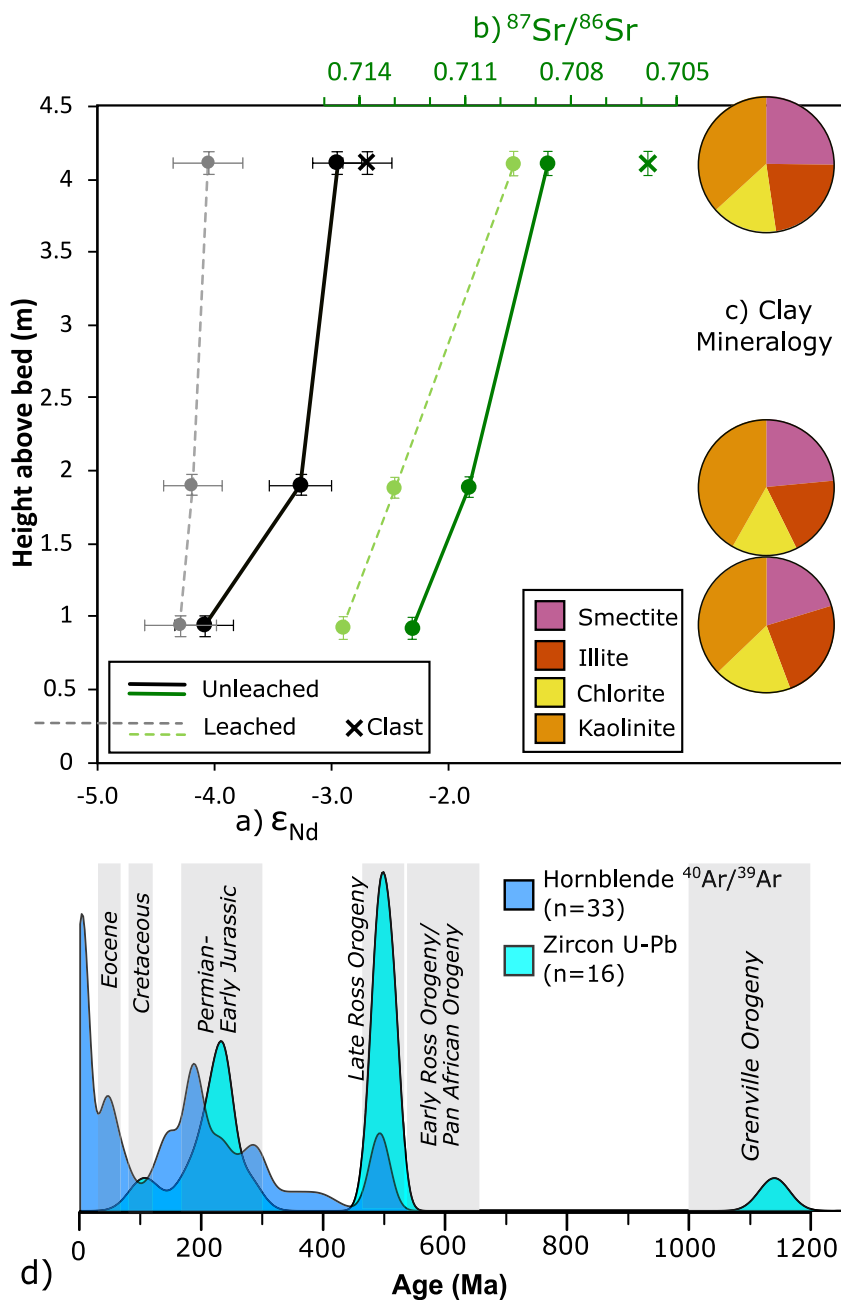 b) ⁸⁷Sr/⁸⁶Sr
0.714 0.711 0.708 0.705
4.5
4
3.5
3
2.5
2
1.5
1
0.5
0
Height above bed (m)
c) Clay
Mineralogy
Unleached
Leached
Clast
Smectite
Illite
Chlorite
Kaolinite
-5.0 -4.0 -3.0 -2.0
a) εNd
Eocene
Cretaceous
Permian-
Early Jurassic
Late Ross Orogeny
Early Ross Orogeny/
Pan African Orogeny
Grenville Orogeny
Hornblende ⁴⁰Ar/³⁹Ar
(n=33)
Zircon U-Pb
(n=16)
0 200 400 600 800 1000 1200
d)
Age (Ma)